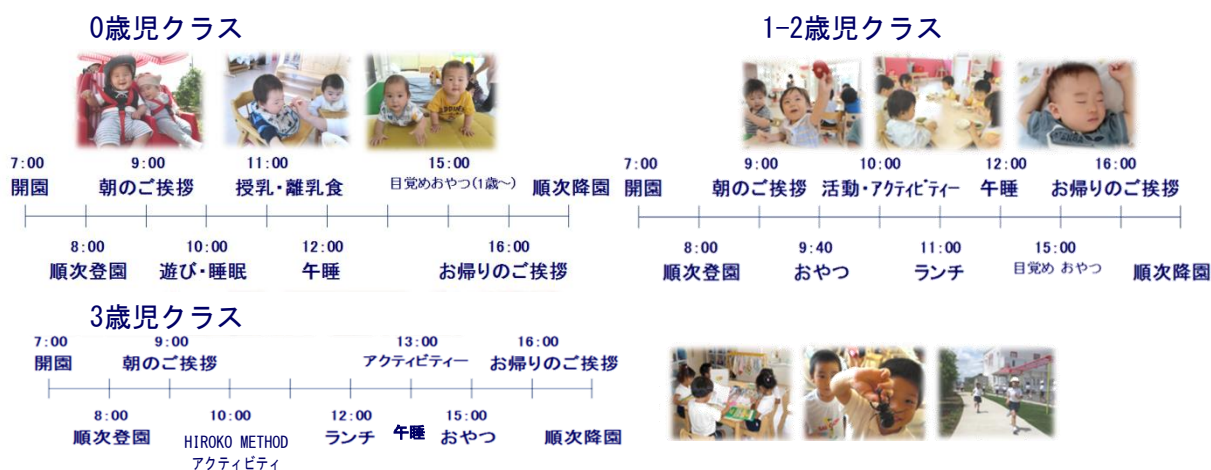 0歳児クラス
7:00 9:00 11:00 15:00
開園 朝のご挨拶 授乳・離乳食 目覚めおやつ(1歳～) 順次降園
8:00 10:00 12:00 16:00
順次登園 遊び・睡眠 午睡 お帰りのご挨拶
1-2歳児クラス
7:00 9:00 10:00 12:00 16:00
開園 朝のご挨拶 活動・アクティビティー 午睡 お帰りのご挨拶
8:00 9:40 11:00 15:00
順次登園 おやつ ランチ 目覚め おやつ 順次降園
3歳児クラス
7:00 9:00 13:00 16:00
開園 朝のご挨拶 アクティビティー お帰りのご挨拶
8:00 10:00 12:00 15:00
順次登園 HIROKO METHOD ランチ 午睡 おやつ 順次降園
アクティビティ